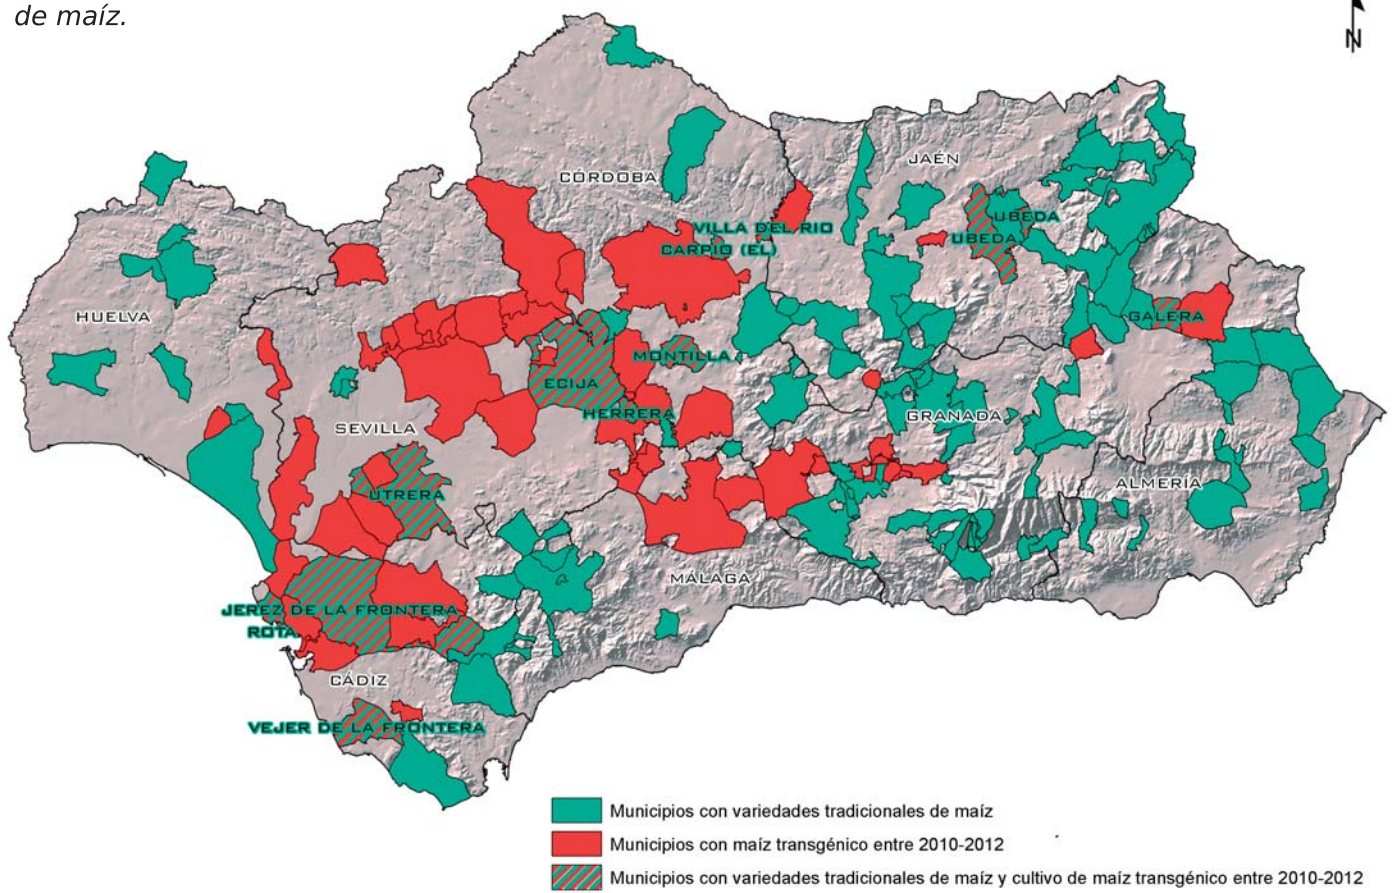 de maíz.
N
CÓRDOBA
JAÉN
VILLA DEL RIO
UBEDA
CARPIO (EL)
UBEDA
HUELVA
GALERA
MONTILLA
ECIJA
HERRERA
GRANADA
SEVILLA
UTRERA
ALMERÍA
MÁLAGA
JEREZ DE LA FRONTERA
ROTA
CÁDIZ
VEJER DE LA FRONTERA
Municipios con variedades tradicionales de maíz
Municipios con maíz transgénico entre 2010-2012
Municipios con variedades tradicionales de maíz y cultivo de maíz transgénico entre 2010-2012